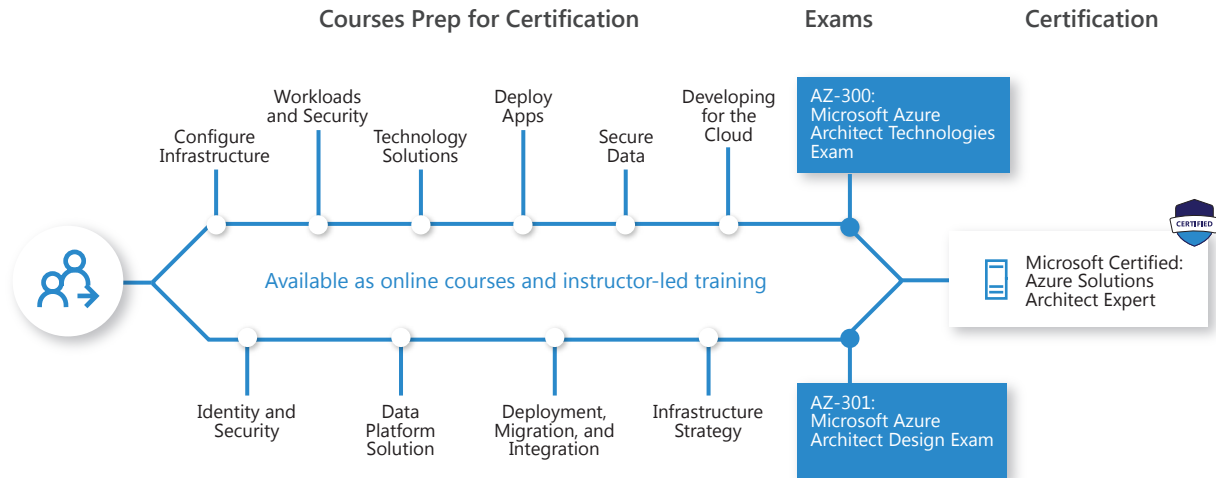 Courses Prep for Certification
Exams
Certification
Configure
Infrastructure
Workloads
and Security
Technology
Solutions
Deploy
Apps
Secure
Data
Developing
for the
Cloud
AZ-300:
Microsoft Azure
Architect Technologies
Exam
Available as online courses and instructor-led training
CERTIFIED
Microsoft Certified:
Azure Solutions
Architect Expert
Identity and
Security
Data
Platform
Solution
Deployment,
Migration, and
Integration
Infrastructure
Strategy
AZ-301:
Microsoft Azure
Architect Design Exam